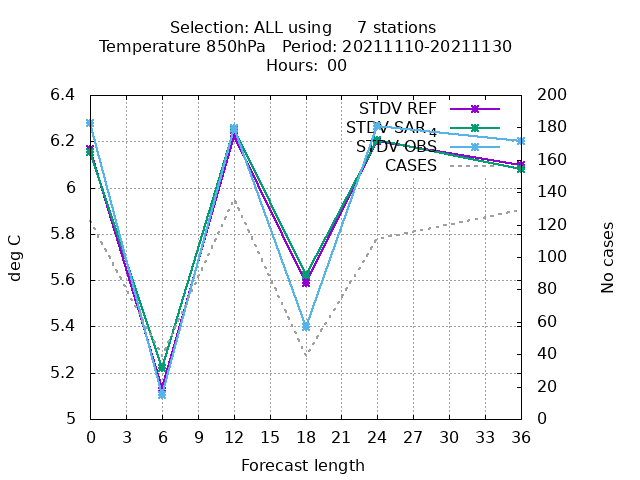 Selection: ALL using     7 stations
Temperature 850hPa   Period: 20211110-20211130
Hours:  00
STDV REF
STDV SAR₄
STDV OBS
CASES
6.4
6.2
6
5.8
5.6
5.4
5.2
5
200
180
160
140
120
100
80
60
40
20
0
deg C
No cases
0 3 6 9 12 15 18 21 24 27 30 33 36
Forecast length